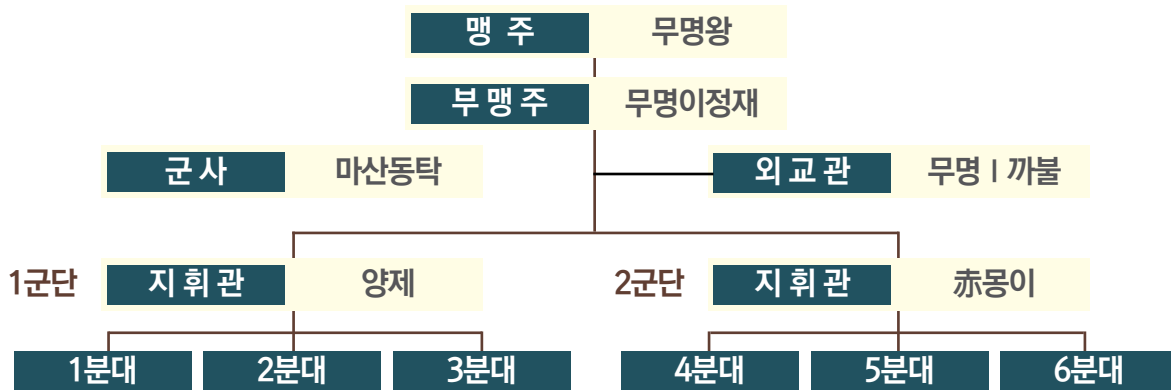 맹 주 무명왕
부 맹 주 무명이정재
군 사 마산동탁 외 교 관 무명ㅣ까불
1군단 지 휘 관 양제 2군단 지 휘 관 赤몽이
1분대 2분대 3분대 4분대 5분대 6분대